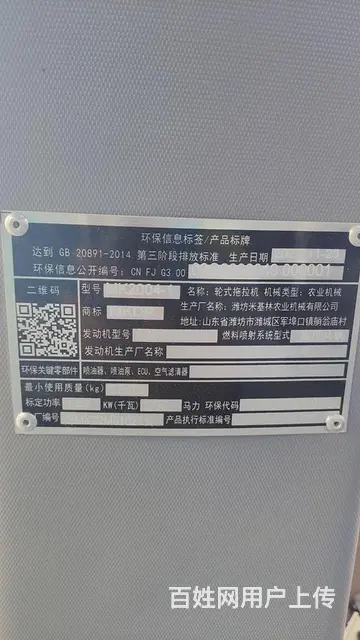 环保信息标签/产品标牌
达到 GB 20891-2014 第三阶段排放标准 生产日期 11-23
环保信息公开编号: CN FJ G3 00 000001
二维码 型号 2004 名称: 轮式拖拉机 机械类型: 农业机械
商标 生产厂名称: 潍坊米基林农业机械有限公司
地址: 山东省潍坊市潍城区军埠口镇 庙村
发动机型号 燃料喷射系统型式
发动机生产厂名称
环保关键零部件 喷油器、喷油泵、ECU、空气滤清器
最小使用质量(kg)
标定功率 KW(千瓦) 马力 环保代码
厂编号 产品执行标准编号
百姓网用户上传